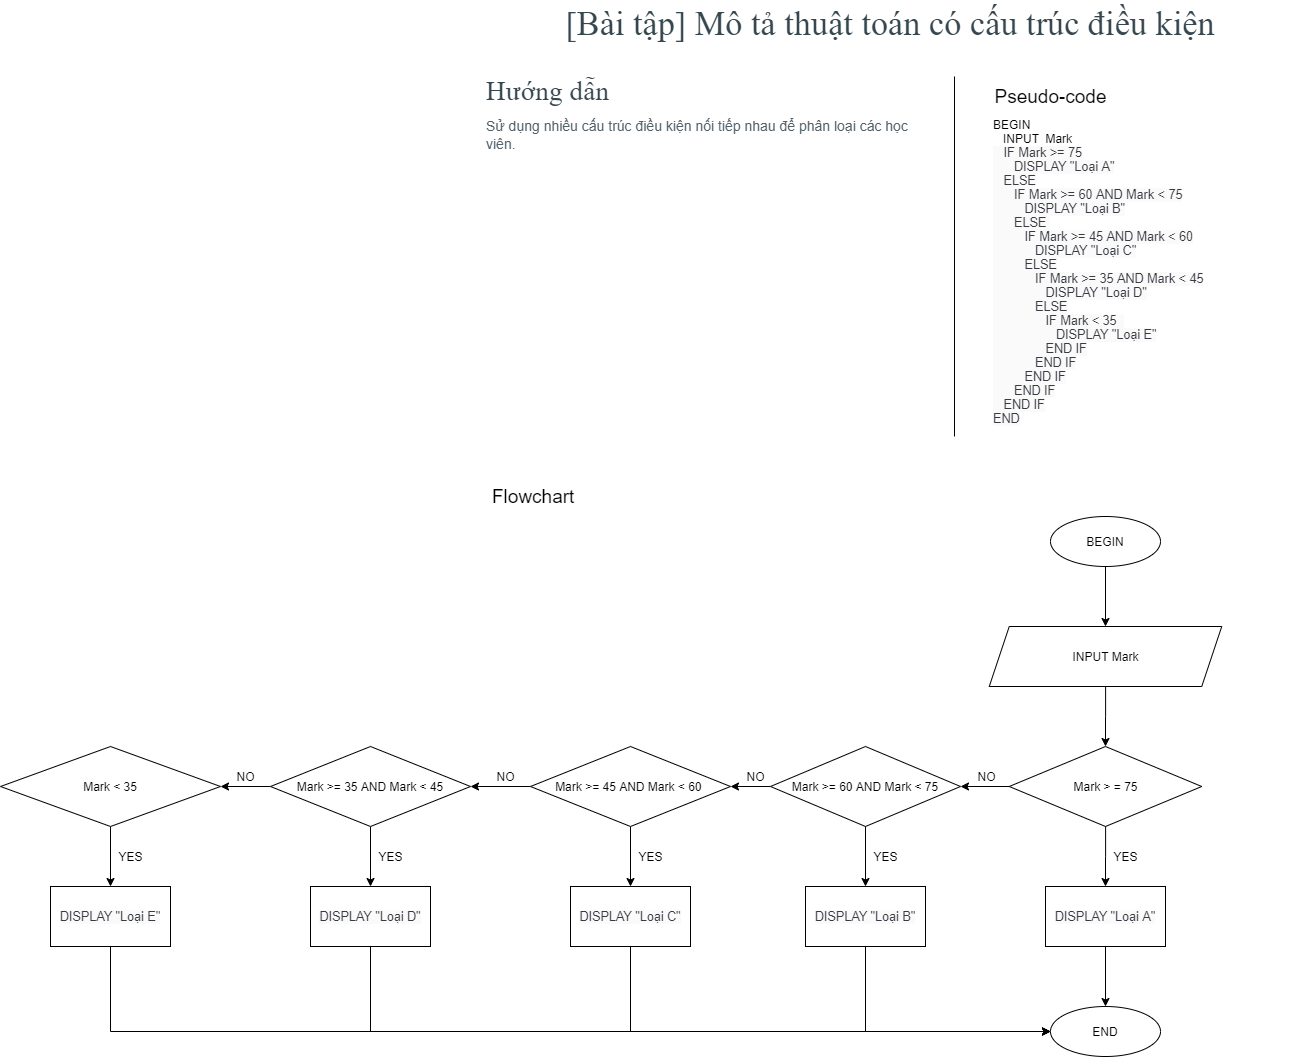 [Bài tập] Mô tả thuật toán có cấu trúc điều kiện
Hướng dẫn
Sử dụng nhiều cấu trúc điều kiện nối tiếp nhau để phân loại các học
viên.
Pseudo-code
BEGIN
INPUT Mark
IF Mark >= 75
DISPLAY "Loại A"
ELSE
IF Mark >= 60 AND Mark < 75
DISPLAY "Loại B"
ELSE
IF Mark >= 45 AND Mark < 60
DISPLAY "Loại C"
ELSE
IF Mark >= 35 AND Mark < 45
DISPLAY "Loại D"
ELSE
IF Mark < 35
DISPLAY "Loại E"
END IF
END IF
END IF
END IF
END IF
END
Flowchart
BEGIN
INPUT Mark
Mark < 35
NO
Mark >= 35 AND Mark < 45
NO
Mark >= 45 AND Mark < 60
NO
Mark >= 60 AND Mark < 75
NO
Mark > = 75
YES
YES
YES
YES
YES
DISPLAY "Loại E"
DISPLAY "Loại D"
DISPLAY "Loại C"
DISPLAY "Loại B"
DISPLAY "Loại A"
END